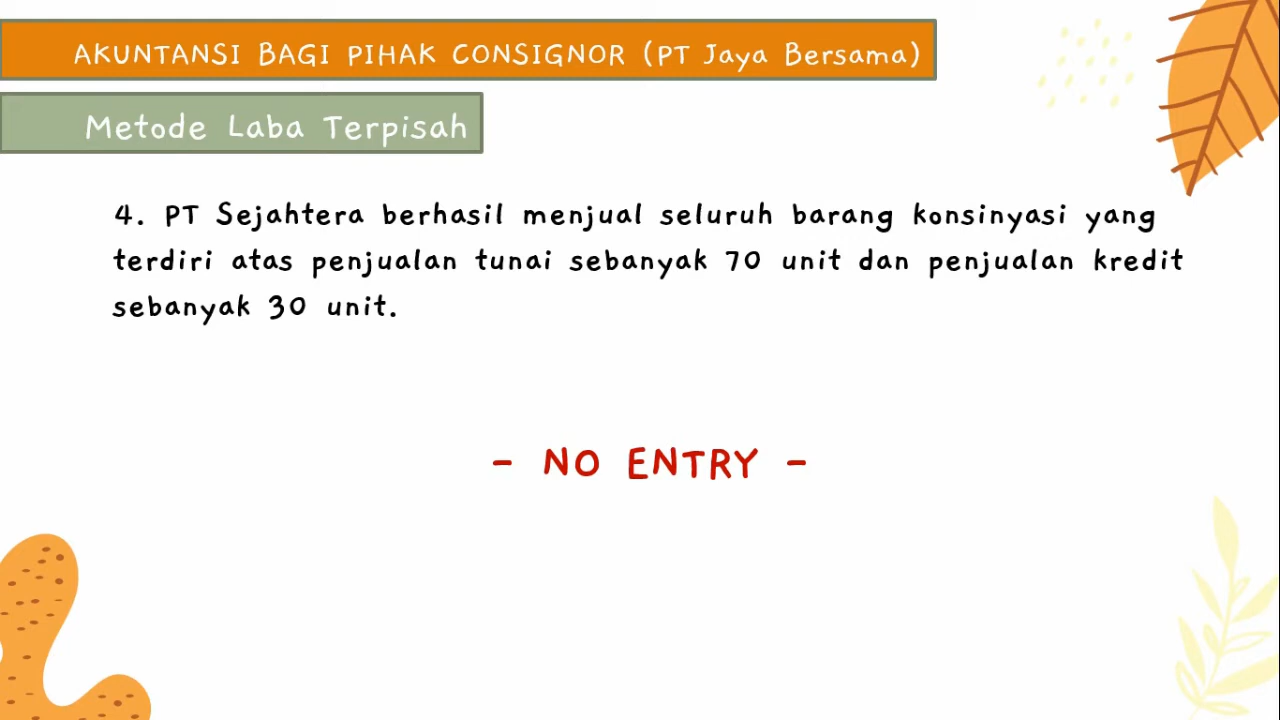 AKUNTANSI BAGI PIHAK CONSIGNOR (PT Jaya Bersama)
Metode Laba Terpisah
4. PT Sejahtera berhasil menjual seluruh barang konsinyasi yang
terdiri atas penjualan tunai sebanyak 70 unit dan penjualan kredit
sebanyak 30 unit.
- NO ENTRY -